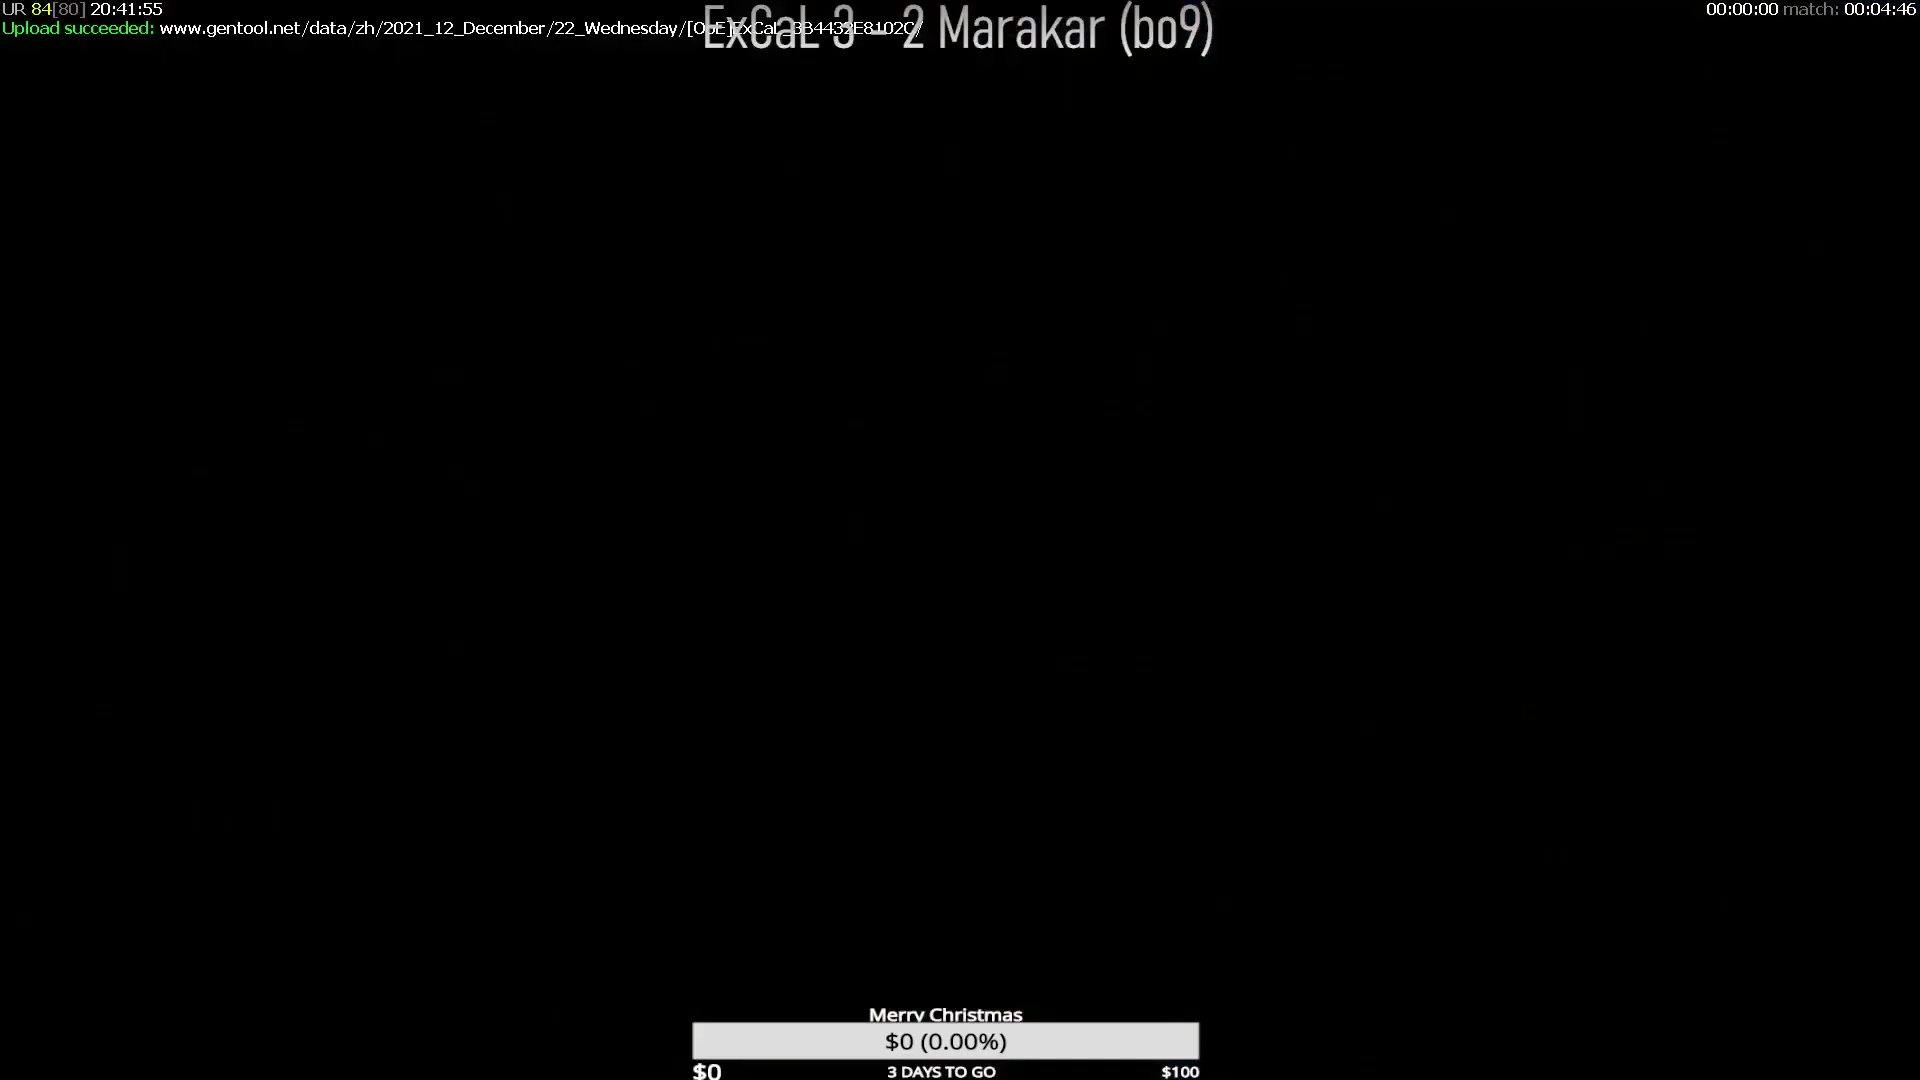 UR 84[80] 20:41:55
00:00:00 match: 00:04:46
Upload succeeded: www.gentool.net/data/zh/2021_12_December/22_Wednesday/[OpE]ExCaL_3B4432E8102C/
ExCaL 3 - 2 Marakar (bo9)
Merry Christmas
$0 (0.00%)
$0 3 DAYS TO GO $100